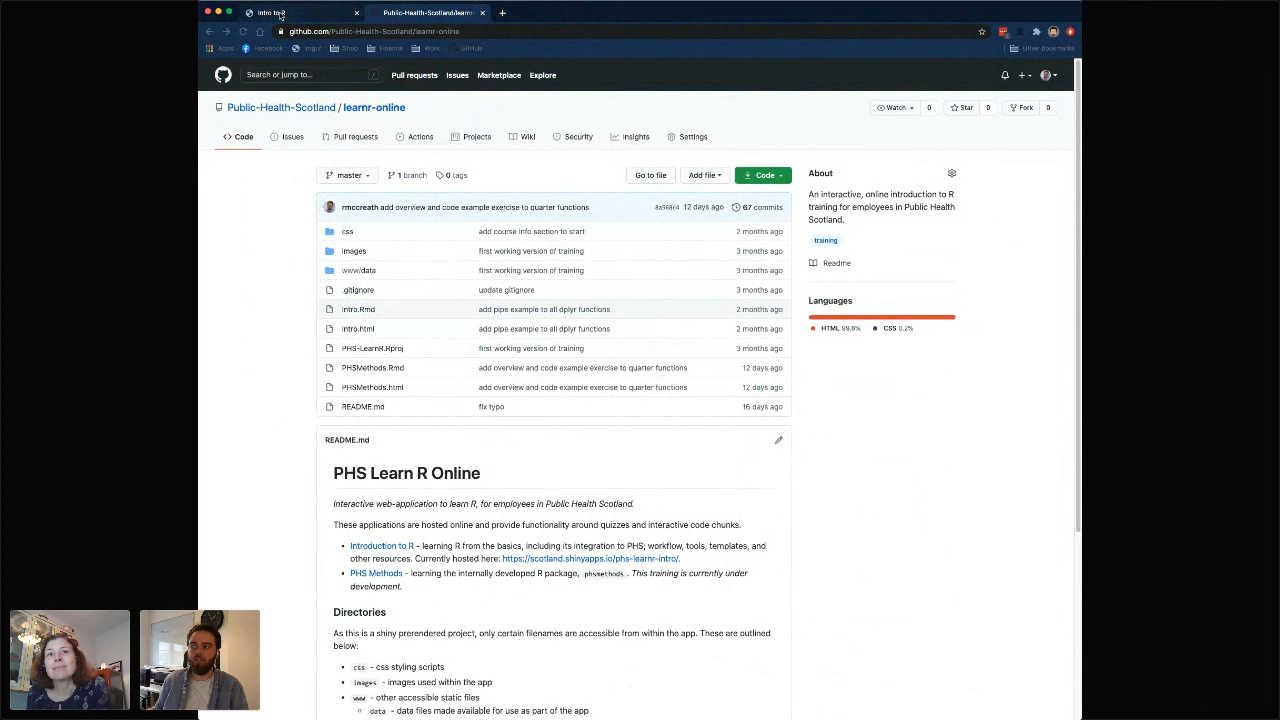 Intro to R
Public-Health-Scotland/learnr-
github.com/Public-Health-Scotland/learnr-online
Apps Facebook Imgur Shop Finance Work GitHub Other Bookmarks
Search or jump to... / Pull requests Issues Marketplace Explore
Public-Health-Scotland / learnr-online
Watch 0 Star 0 Fork 0
Code Issues Pull requests Actions Projects Wiki Security Insights Settings
master 1 branch 0 tags Go to file Add file Code
rmccreath add overview and code example exercise to quarter functions 8a568c4 12 days ago 67 commits
css add course info section to start 2 months ago
images first working version of training 3 months ago
www/data first working version of training 3 months ago
.gitignore update gitignore 3 months ago
intro.Rmd add pipe example to all dplyr functions 2 months ago
intro.html add pipe example to all dplyr functions 2 months ago
PHS-LearnR.Rproj first working version of training 3 months ago
PHSMethods.Rmd add overview and code example exercise to quarter functions 12 days ago
PHSMethods.html add overview and code example exercise to quarter functions 12 days ago
README.md fix typo 16 days ago
About
An interactive, online introduction to R
training for employees in Public Health
Scotland.
training
Readme
Languages
HTML 99.8% CSS 0.2%
README.md
PHS Learn R Online
Interactive web-application to learn R, for employees in Public Health Scotland.
These applications are hosted online and provide functionality around quizzes and interactive code chunks.
• Introduction to R - learning R from the basics, including its integration to PHS; workflow, tools, templates, and
other resources. Currently hosted here: https://scotland.shinyapps.io/phs-learnr-intro/.
• PHS Methods - learning the internally developed R package, phsmethods. This training is currently under
development.
Directories
As this is a shiny prerendered project, only certain filenames are accessible from within the app. These are outlined
below:
• css - css styling scripts
• images - images used within the app
• www - other accessible static files
data - data files made available for use as part of the app